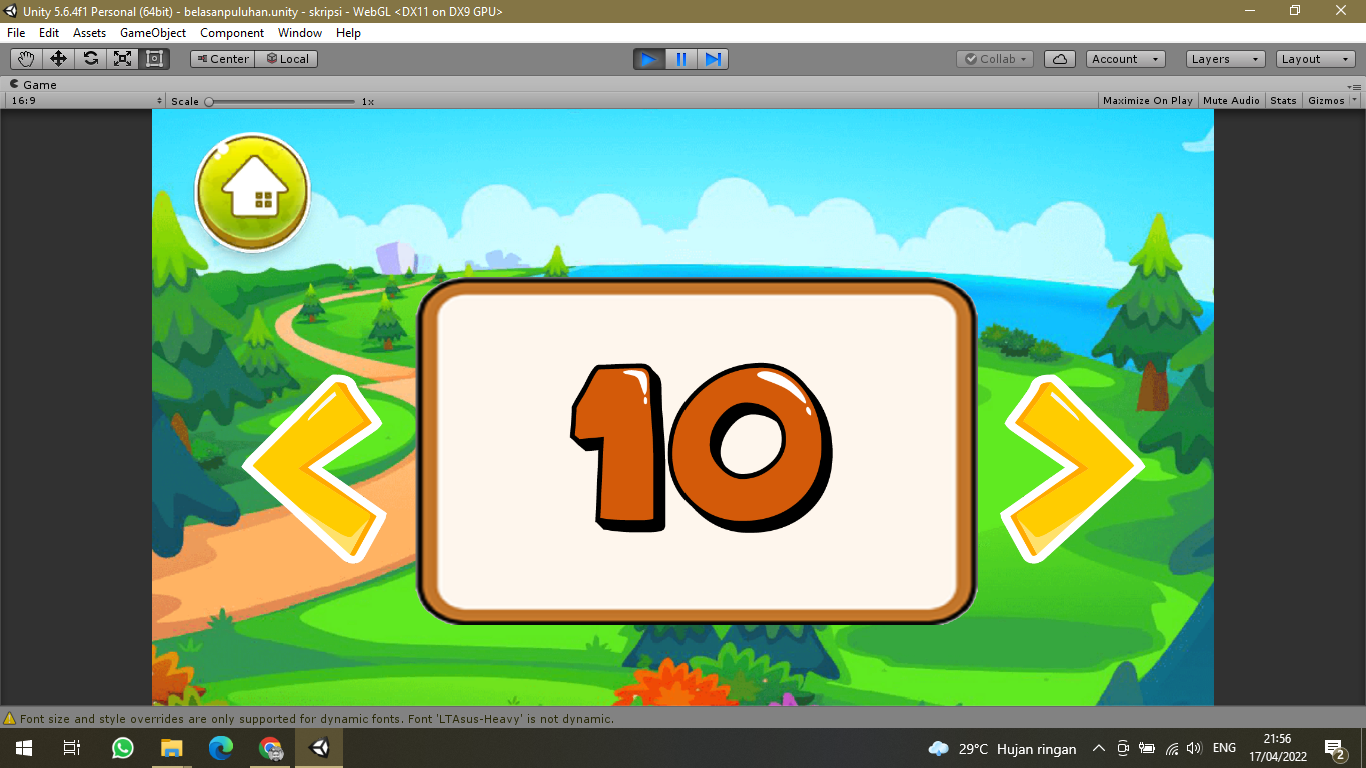 Unity 5.6.4f1 Personal (64bit) - belasanpuluhan.unity - skripsi - WebGL <DX11 on DX9 GPU>
File Edit Assets GameObject Component Window Help
Center Local Collab Account Layers Layout
Game
16:9 Scale 1x Maximize On Play Mute Audio Stats Gizmos
10
Font size and style overrides are only supported for dynamic fonts. Font 'LTAsus-Heavy' is not dynamic.
29°C Hujan ringan ENG 21:56
17/04/2022 2